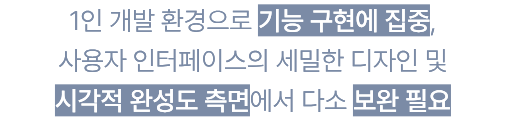 1인 개발 환경으로 기능 구현에 집중,
사용자 인터페이스의 세밀한 디자인 및
시각적 완성도 측면에서 다소 보완 필요